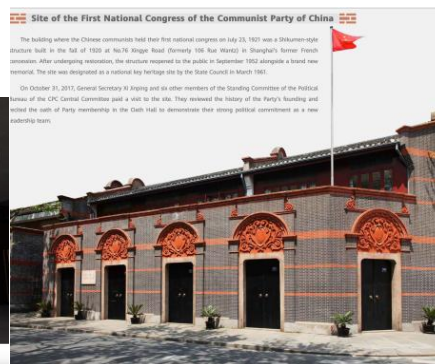 Site of the First National Congress of the Communist Party of China
The building where the Chinese communists held their first national congress on July 23, 1921 was a Shikumen-style
structure built in the fall of 1920 at No.76 Xingye Road (formerly 106 Rue Wantz) in Shanghai's former French
concession. After undergoing restoration, the structure reopened to the public in September 1952 alongside a brand new
memorial. The site was designated as a national key heritage site by the State Council in March 1961.
On October 31, 2017, General Secretary Xi Jinping and six other members of the Standing Committee of the Political
Bureau of the CPC Central Committee paid a visit to the site. They reviewed the history of the Party's founding and
recited the oath of Party membership in the Oath Hall to demonstrate their strong political commitment as a new
leadership team.